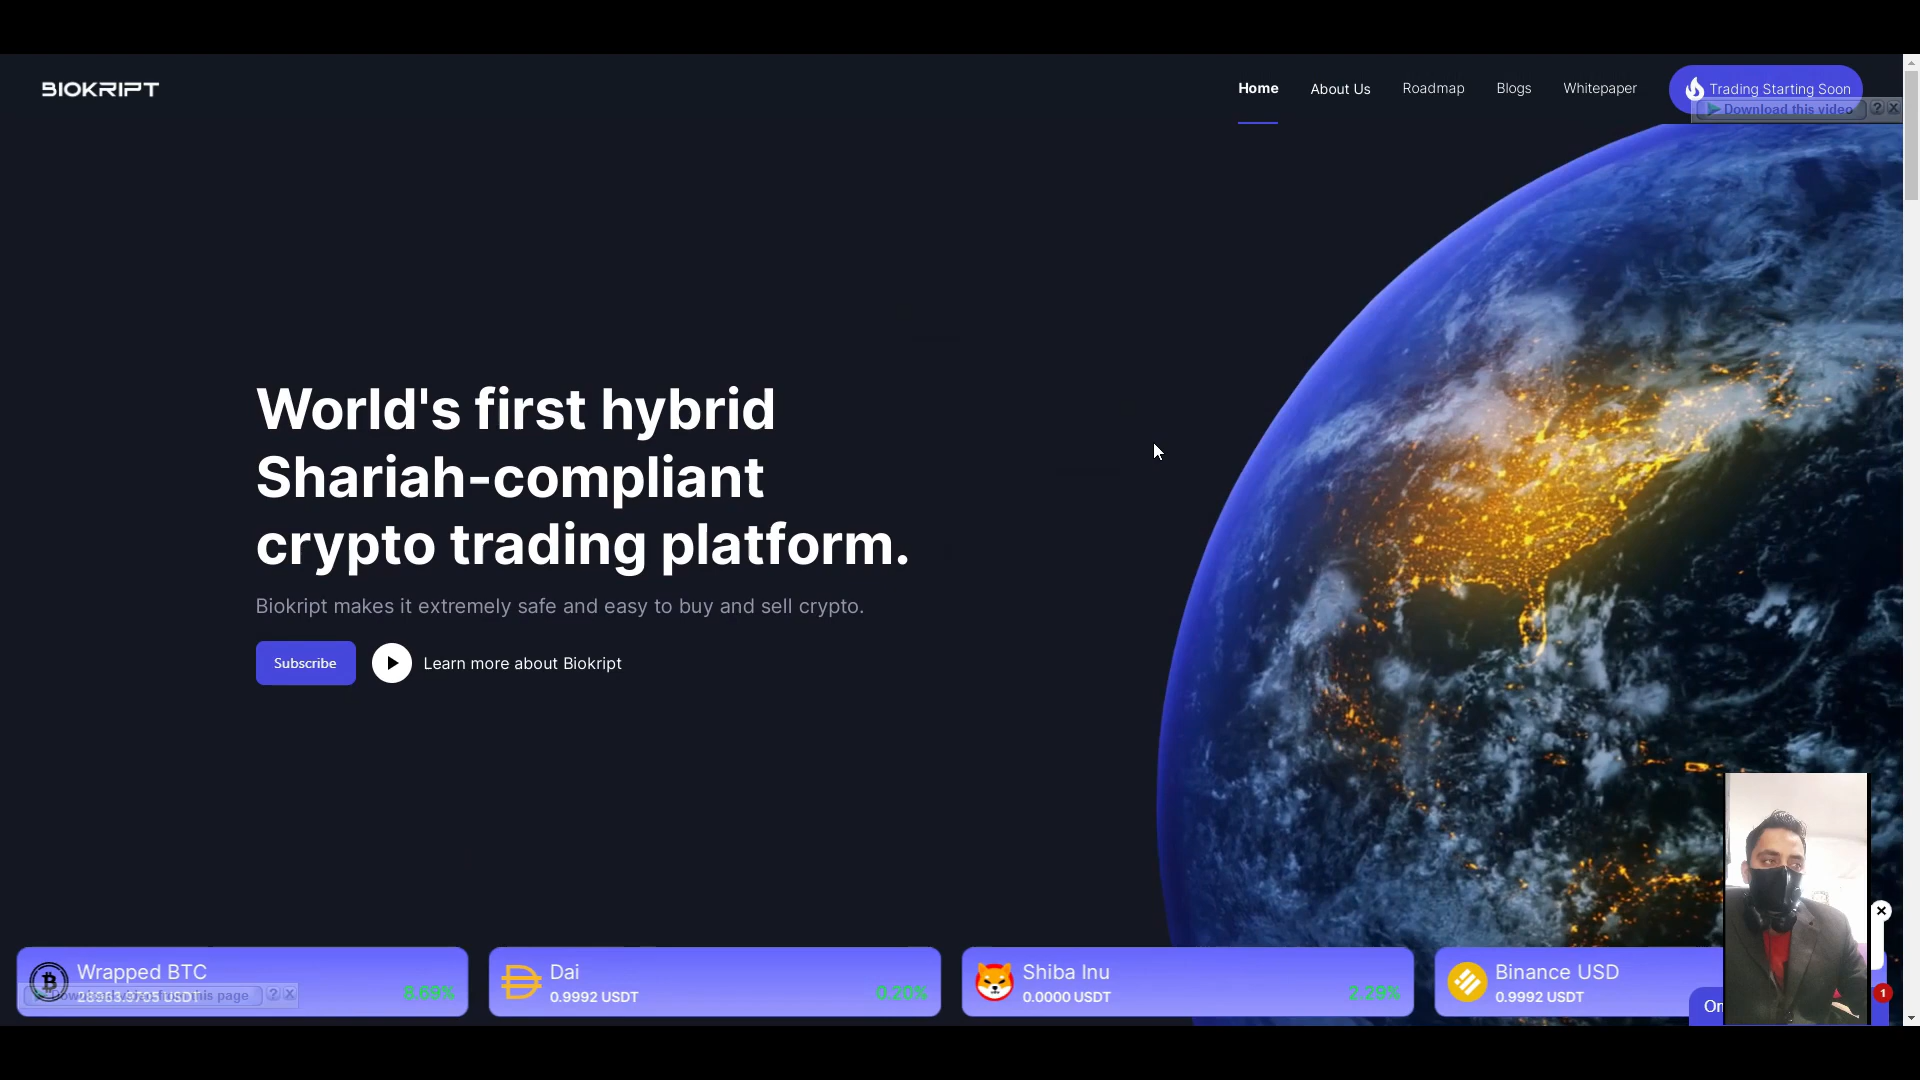 BIOKRIPT
Home
About Us
Roadmap
Blogs
Whitepaper
Trading Starting Soon
Download this video
World's first hybrid
Shariah-compliant
crypto trading platform.
Biokript makes it extremely safe and easy to buy and sell crypto.
Subscribe
Learn more about Biokript
Wrapped BTC
8.69%
Dai
0.9992 USDT
0.20%
Shiba Inu
0.0000 USDT
2.29%
Binance USD
0.9992 USDT
1